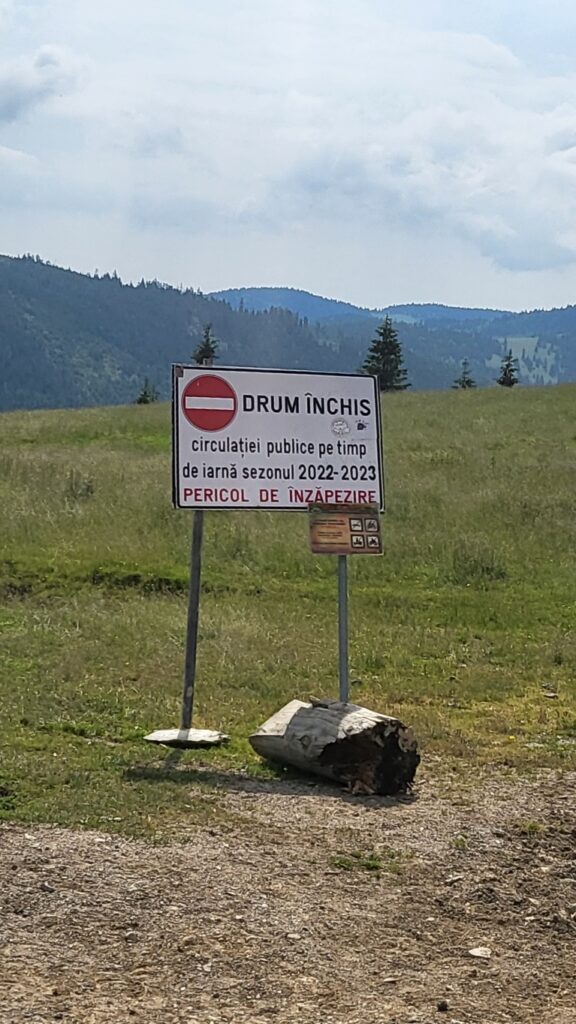 DRUM ÎNCHIS
circulației publice pe timp
de iarnă sezonul 2022-2023
PERICOL DE ÎNZĂPEZIRE